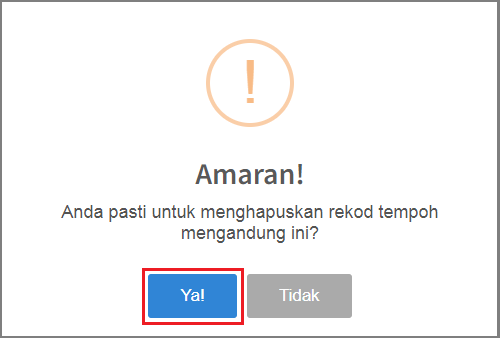 !
Amaran!
Anda pasti untuk menghapuskan rekod tempoh
mengandung ini?
Ya! Tidak